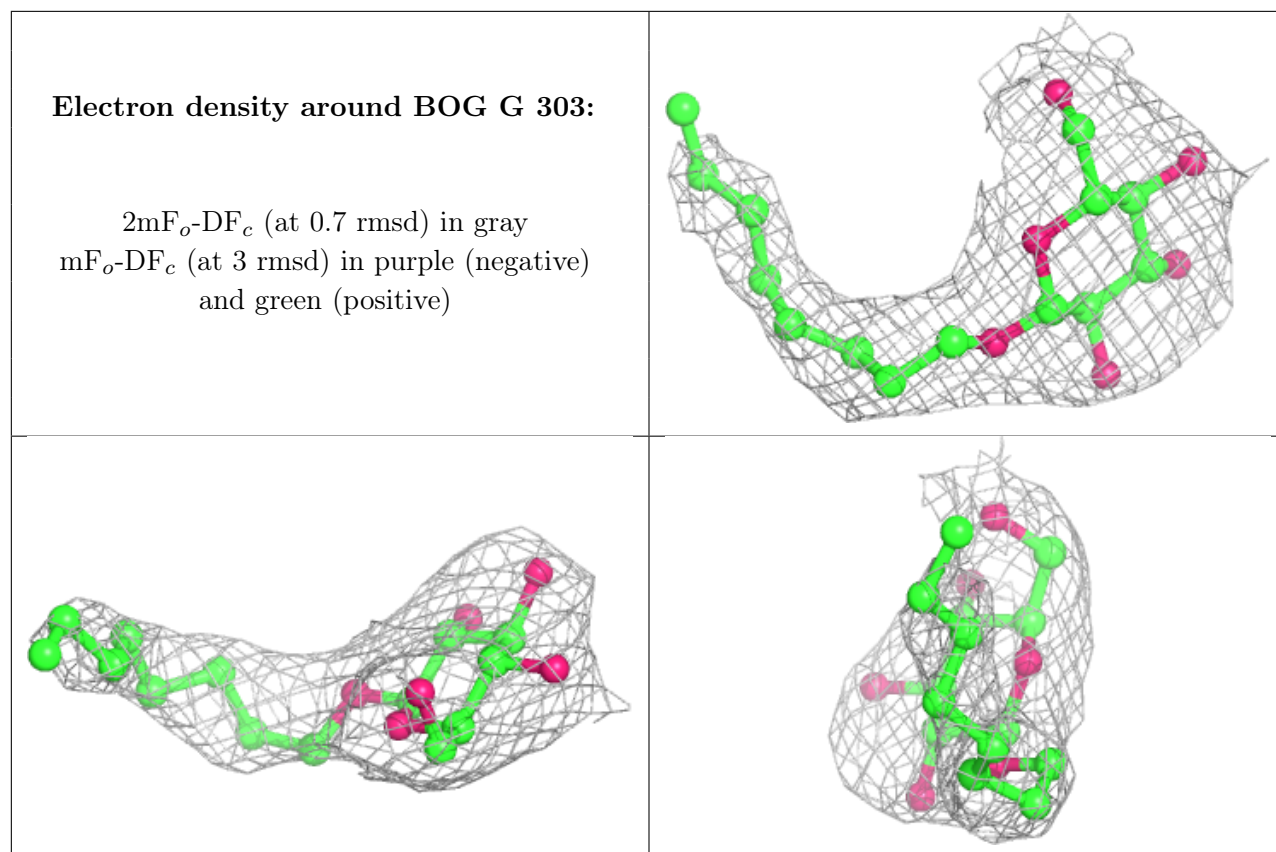 Electron density around BOG G 303:
2mFo-DFc (at 0.7 rmsd) in gray
mFo-DFc (at 3 rmsd) in purple (negative)
and green (positive)